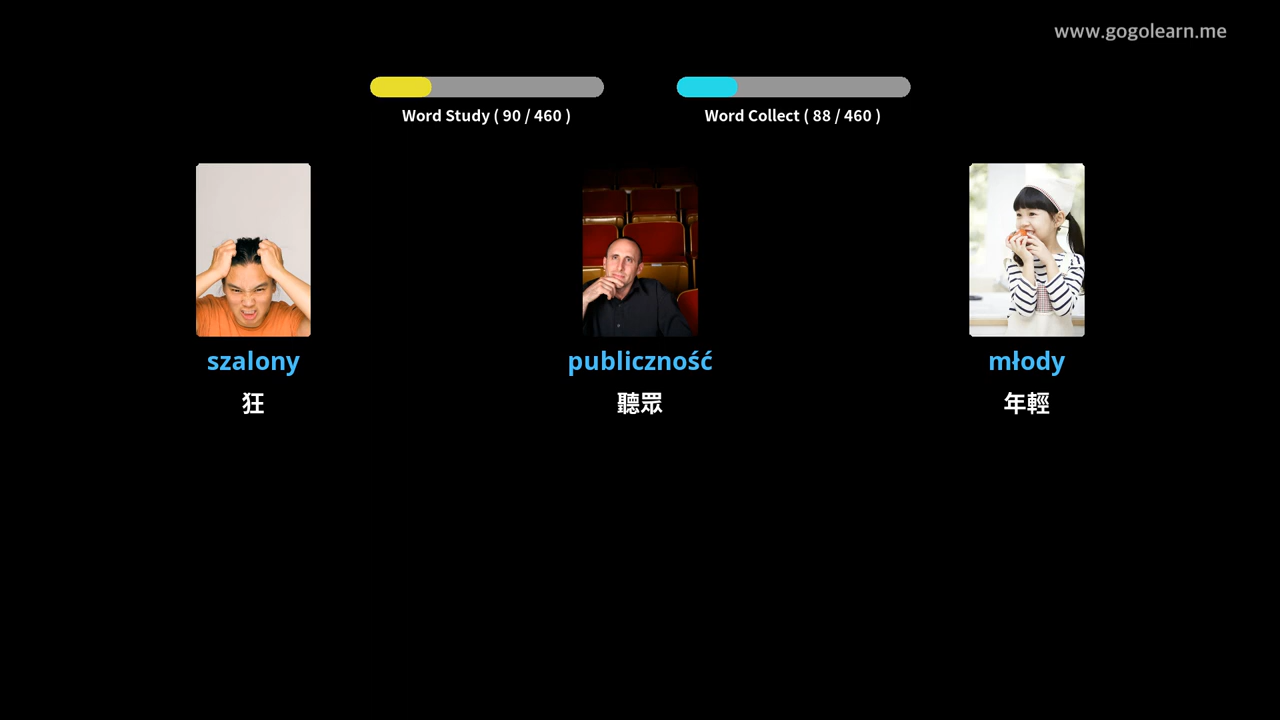 www.gogolearn.me
Word Study ( 90 / 460 )
Word Collect ( 88 / 460 )
szalony
publiczność
młody
狂
聽眾
年輕